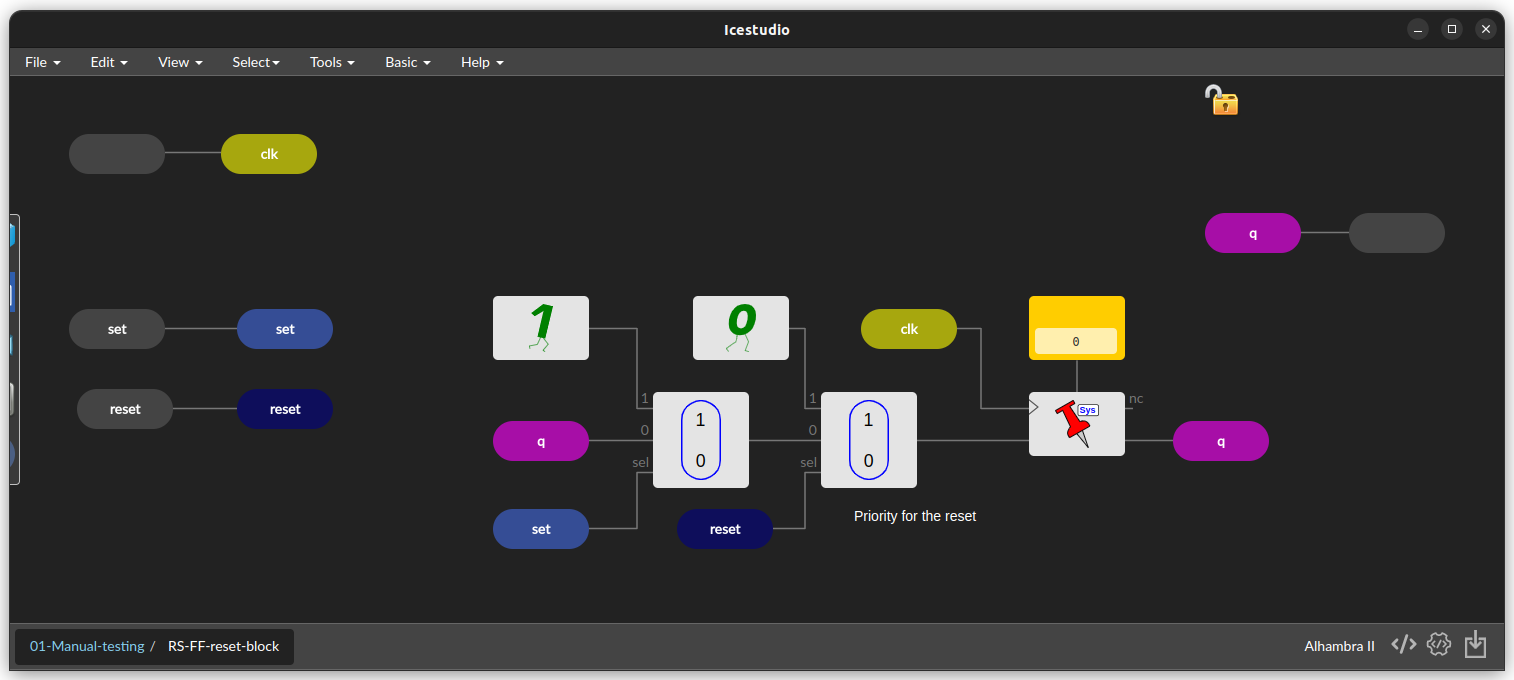 Icestudio
File Edit View Select Tools Basic Help
clk
q
set set
1 0 clk
0
reset reset
1 1 nc
1 1 Sys
0 0
q q
0 0
sel sel
set reset
Priority for the reset
01-Manual-testing / RS-FF-reset-block
Alhambra II </>